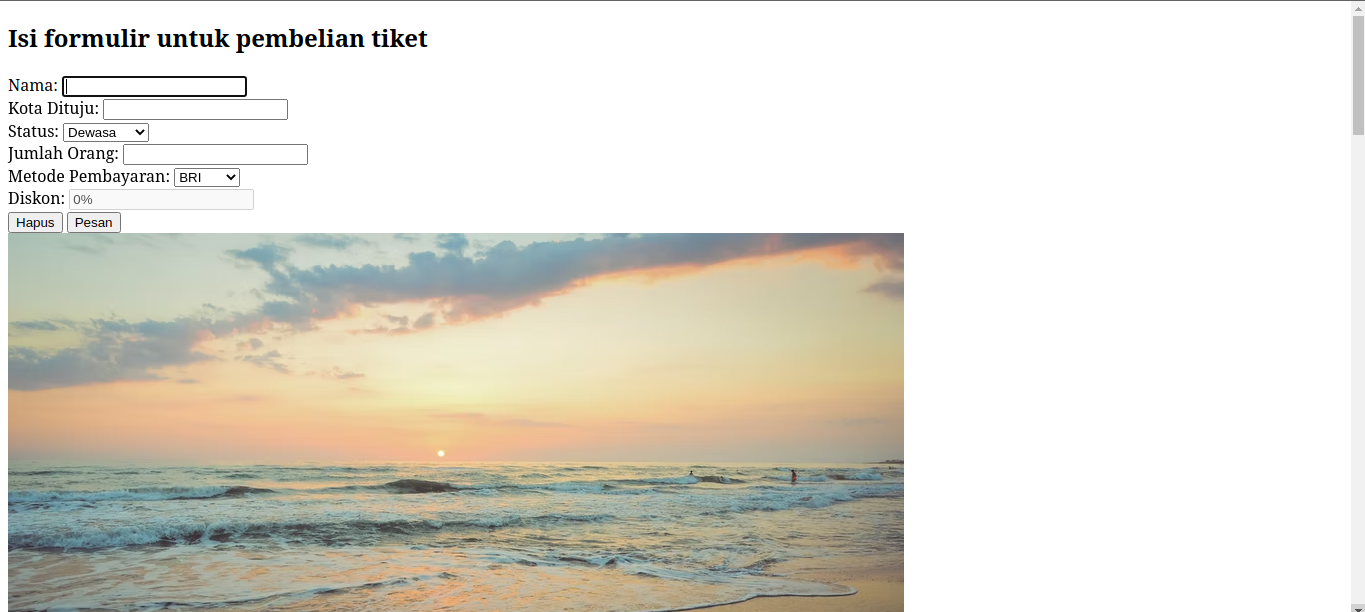 Isi formulir untuk pembelian tiket
Nama:
Kota Dituju:
Status: Dewasa
Jumlah Orang:
Metode Pembayaran: BRI
Diskon: 0%
Hapus Pesan